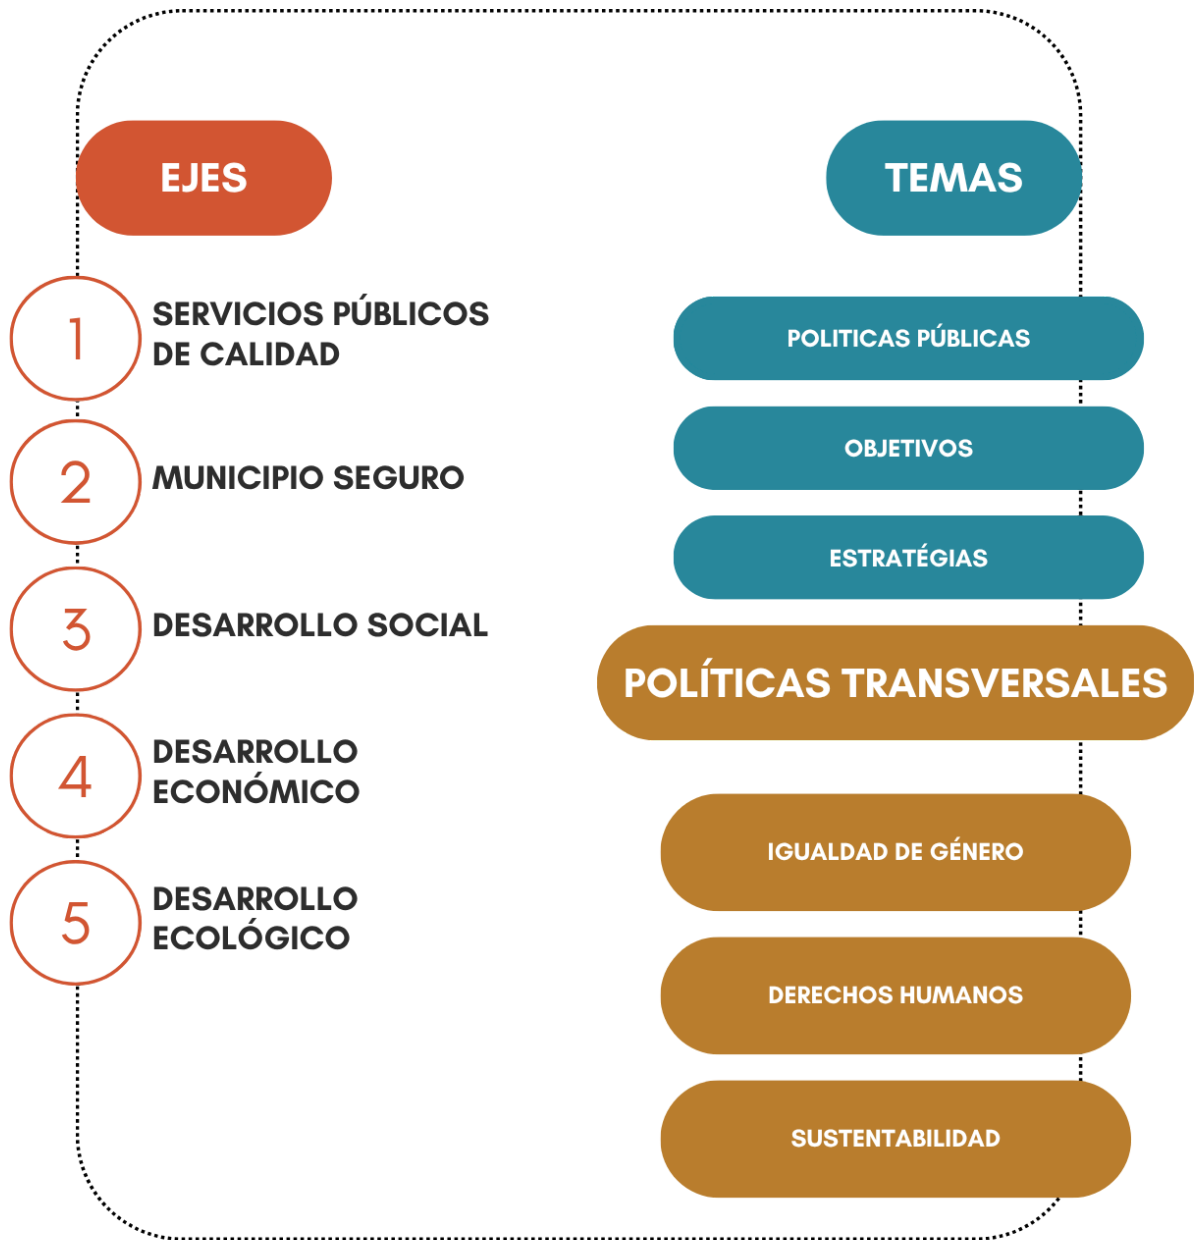 EJES
1
SERVICIOS PÚBLICOS
DE CALIDAD
2
MUNICIPIO SEGURO
3
DESARROLLO SOCIAL
4
DESARROLLO
ECONÓMICO
5
DESARROLLO
ECOLÓGICO
TEMAS
POLITICAS PÚBLICAS
OBJETIVOS
ESTRATÉGIAS
POLÍTICAS TRANSVERSALES
IGUALDAD DE GÉNERO
DERECHOS HUMANOS
SUSTENTABILIDAD